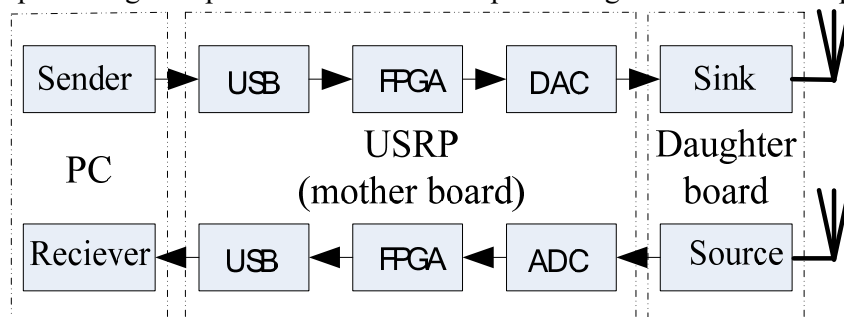 Sender
USB
FPGA
DAC
Sink
PC
USRP
(mother board)
Daughter
board
Reciever
USB
FPGA
ADC
Source